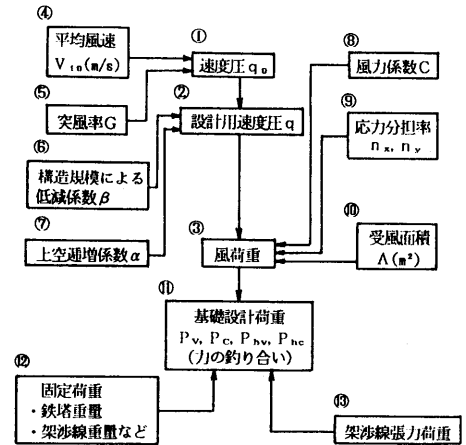 ④
平均風速
V₁₀(m/s)
①
速度圧q₀
⑧
風力係数C
⑤
突風率G
②
設計用速度圧q
⑨
応力分担率
nₓ, nᵧ
⑥
構造規模による
低減係数β
⑦
上空逓増係数α
③
風荷重
⑩
受風面積
A(m²)
⑪
基礎設計荷重
Pᵥ, P_C, P_hv, P_hc
(力の釣り合い)
⑫
固定荷重
・鉄塔重量
・架渉線重量など
⑬
架渉線張力荷重